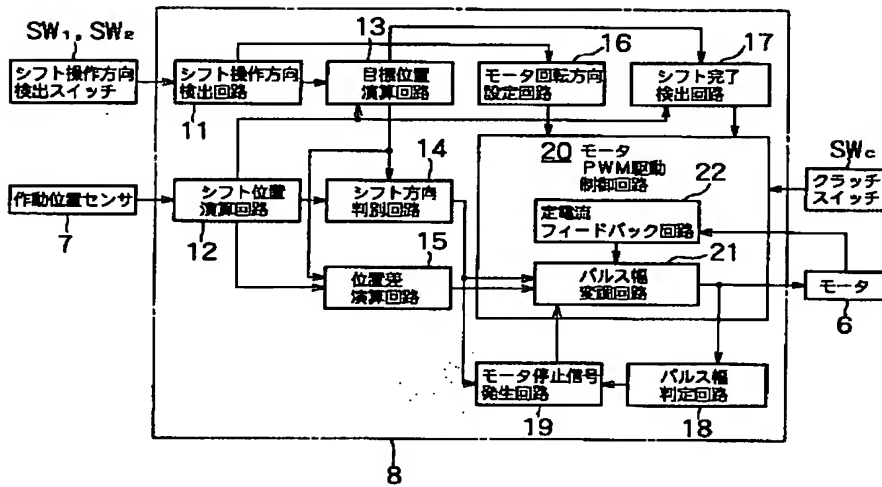 SW₁, SW₂
シフト操作方向
検出スイッチ
シフト操作方向
検出回路
11
13
目標位置
演算回路
16
モータ回転方向
設定回路
17
シフト完了
検出回路
作動位置センサ
7
シフト位置
演算回路
12
14
シフト方向
判別回路
15
位置差
演算回路
20 モータ
PWM駆動
制御回路
22
定電流
フィードバック回路
21
パルス幅
変調回路
SWc
クラッチ
スイッチ
モータ
6
モータ停止信号
発生回路
19
パルス幅
判定回路
18
8